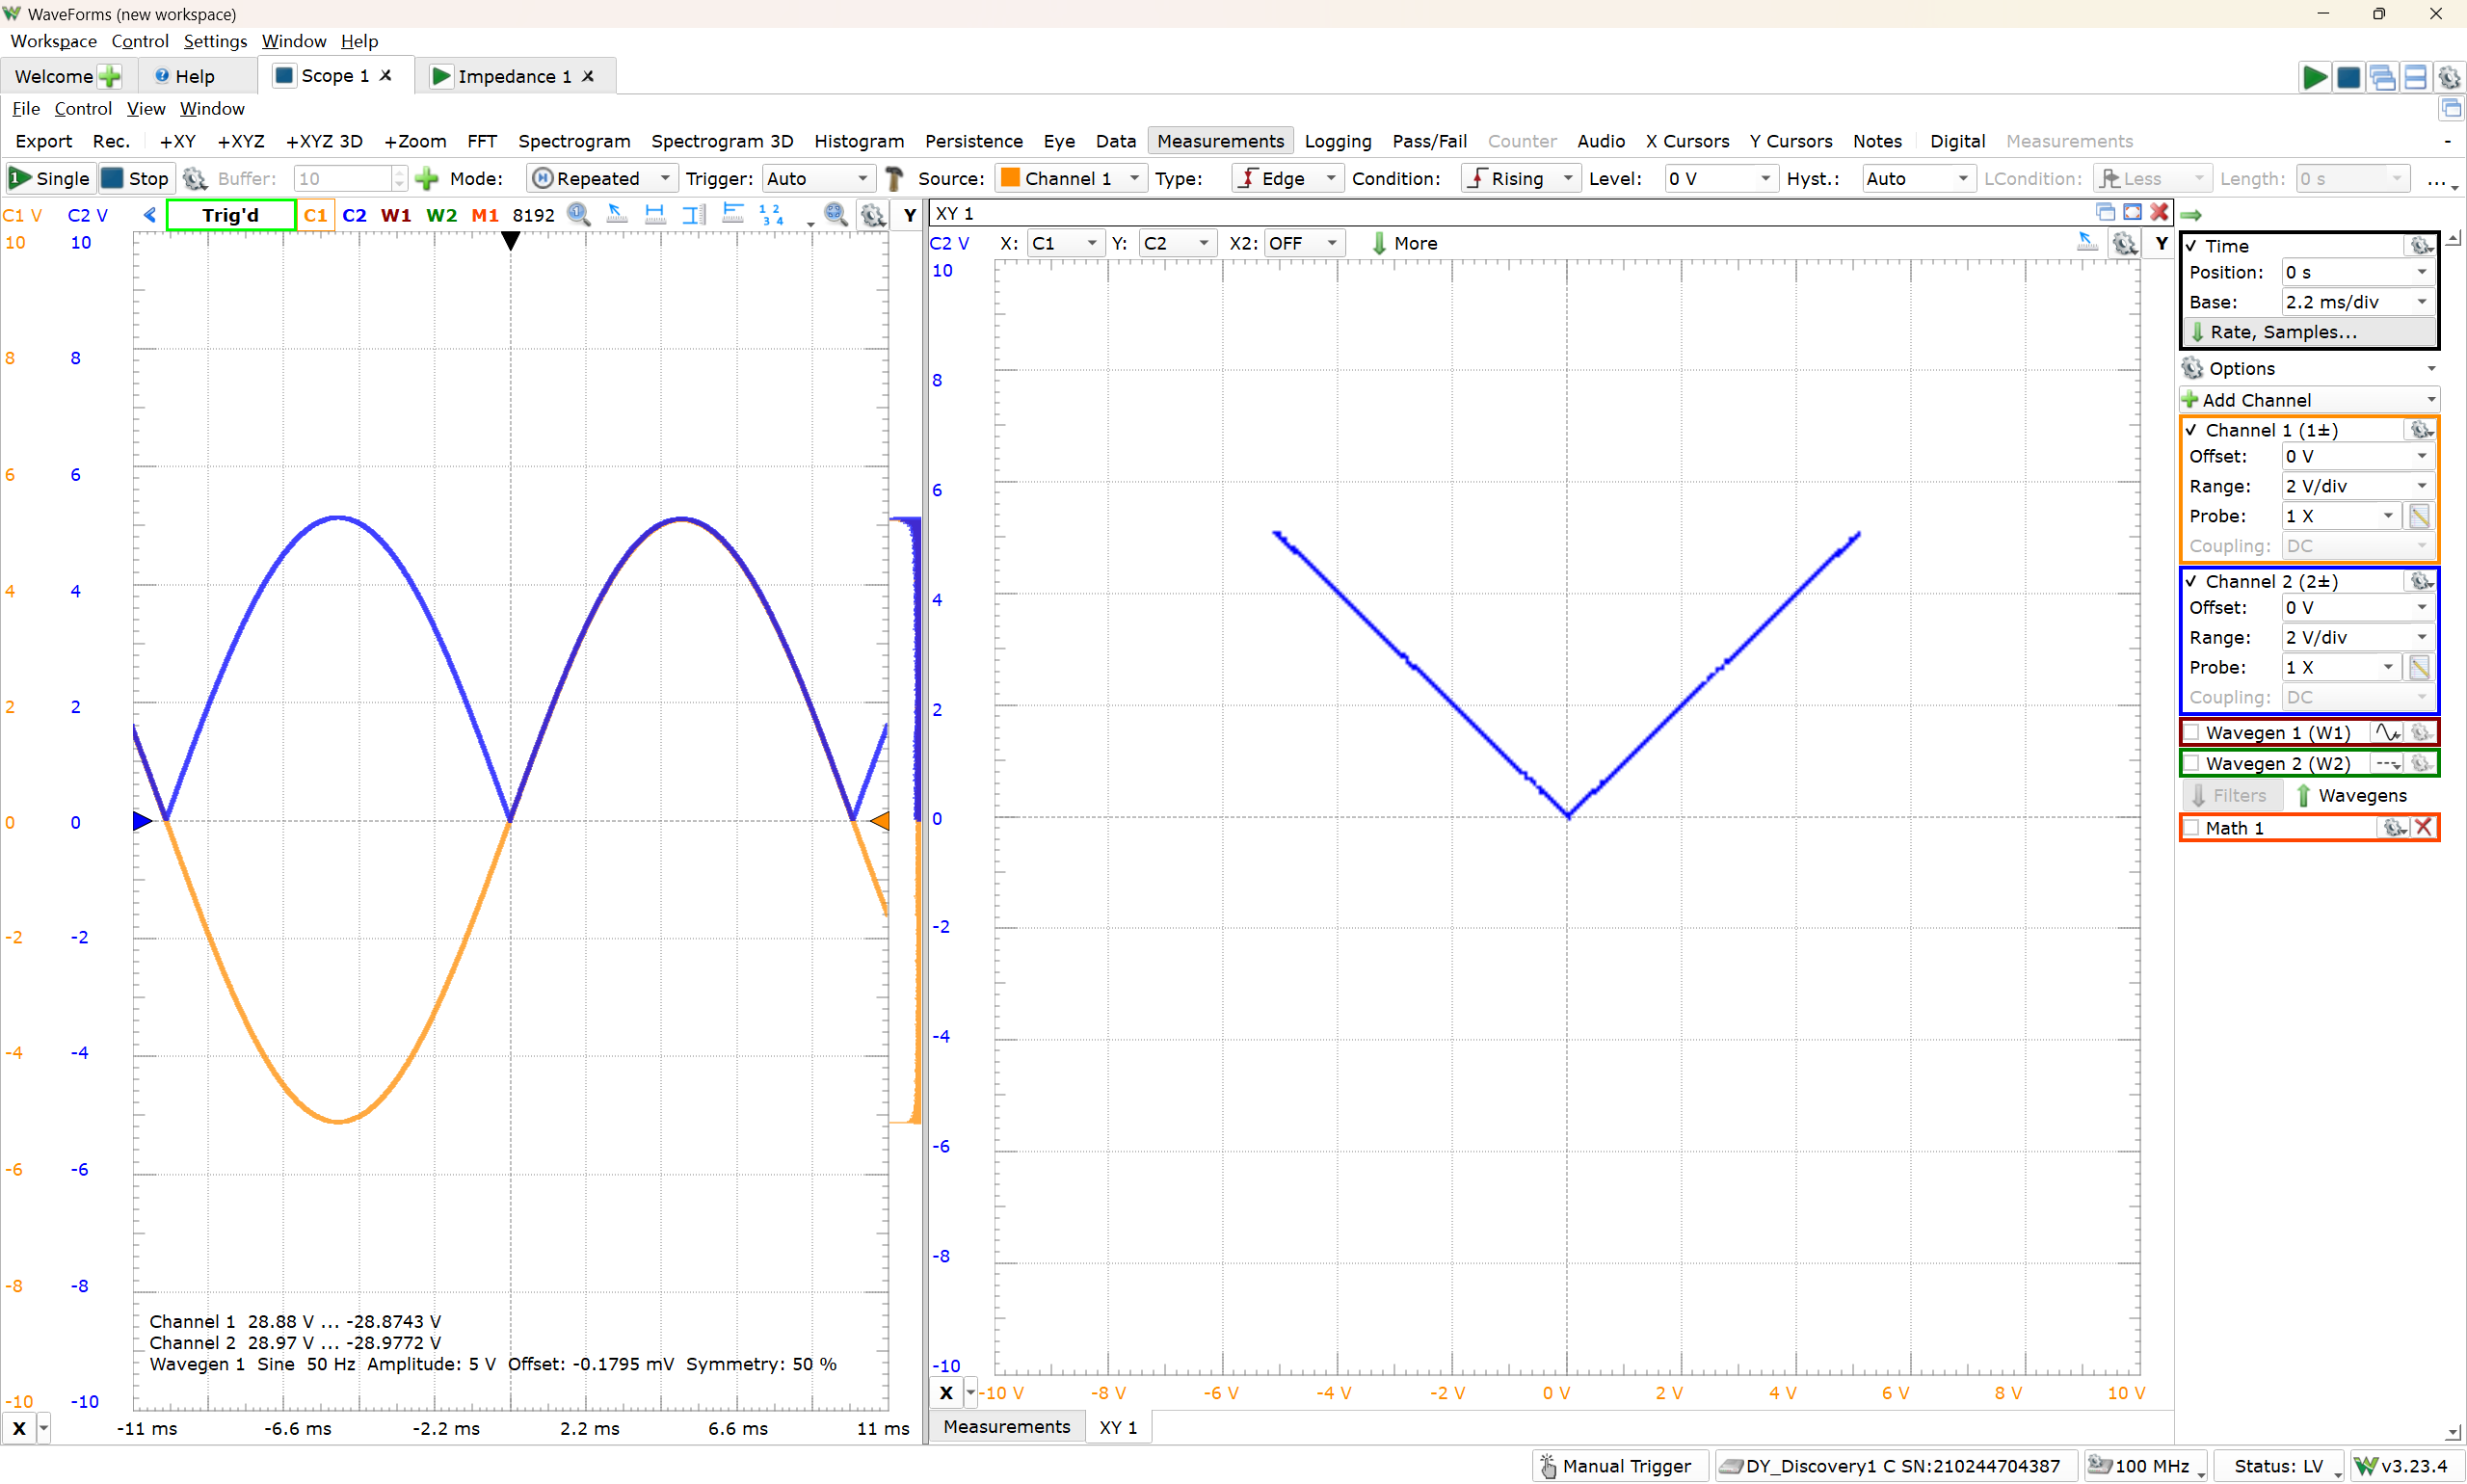 WaveForms (new workspace)
Workspace Control Settings Window Help
Welcome Help Scope 1 Impedance 1
File Control View Window
Export Rec. +XY +XYZ +XYZ 3D +Zoom FFT Spectrogram Spectrogram 3D Histogram Persistence Eye Data Measurements Logging Pass/Fail Counter Audio X Cursors Y Cursors Notes Digital Measurements
Single Stop Buffer: 10 Mode: Repeated Trigger: Auto Source: Channel 1 Type: Edge Condition: Rising Level: 0 V Hyst.: Auto LCondition: Less Length: 0 s ...
C1 V C2 V Trig'd C1 C2 W1 W2 M1 8192 Y
10 10
8 8
6 6
4 4
2 2
0 0
-2 -2
-4 -4
-6 -6
-8 -8
-10 -10
Channel 1 28.88 V ... -28.8743 V
Channel 2 28.97 V ... -28.9772 V
Wavegen 1 Sine 50 Hz Amplitude: 5 V Offset: -0.1795 mV Symmetry: 50 %
X -11 ms -6.6 ms -2.2 ms 2.2 ms 6.6 ms 11 ms
XY 1
C2 V X: C1 Y: C2 X2: OFF More Y
10
8
6
4
2
0
-2
-4
-6
-8
-10
X -10 V -8 V -6 V -4 V -2 V 0 V 2 V 4 V 6 V 8 V 10 V
Measurements XY 1
Time
Position: 0 s
Base: 2.2 ms/div
Rate, Samples...
Options
Add Channel
Channel 1 (1±)
Offset: 0 V
Range: 2 V/div
Probe: 1 X
Coupling: DC
Channel 2 (2±)
Offset: 0 V
Range: 2 V/div
Probe: 1 X
Coupling: DC
Wavegen 1 (W1)
Wavegen 2 (W2)
Filters Wavegens
Math 1
Manual Trigger DY_Discovery1 C SN:210244704387 100 MHz Status: LV v3.23.4